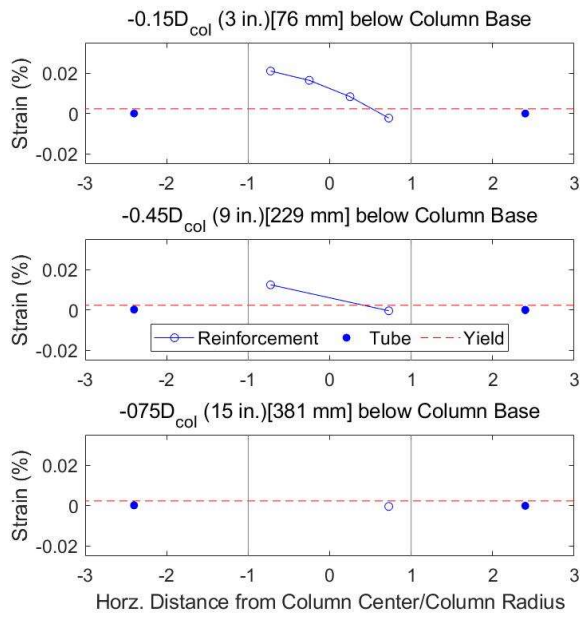 -0.15D_col (3 in.)[76 mm] below Column Base
Strain (%)
0.02
0
-0.02
-3 -2 -1 0 1 2 3
-0.45D_col (9 in.)[229 mm] below Column Base
Strain (%)
0.02
0
-0.02
Reinforcement Tube Yield
-3 -2 -1 0 1 2 3
-075D_col (15 in.)[381 mm] below Column Base
Strain (%)
0.02
0
-0.02
-3 -2 -1 0 1 2 3
Horz. Distance from Column Center/Column Radius